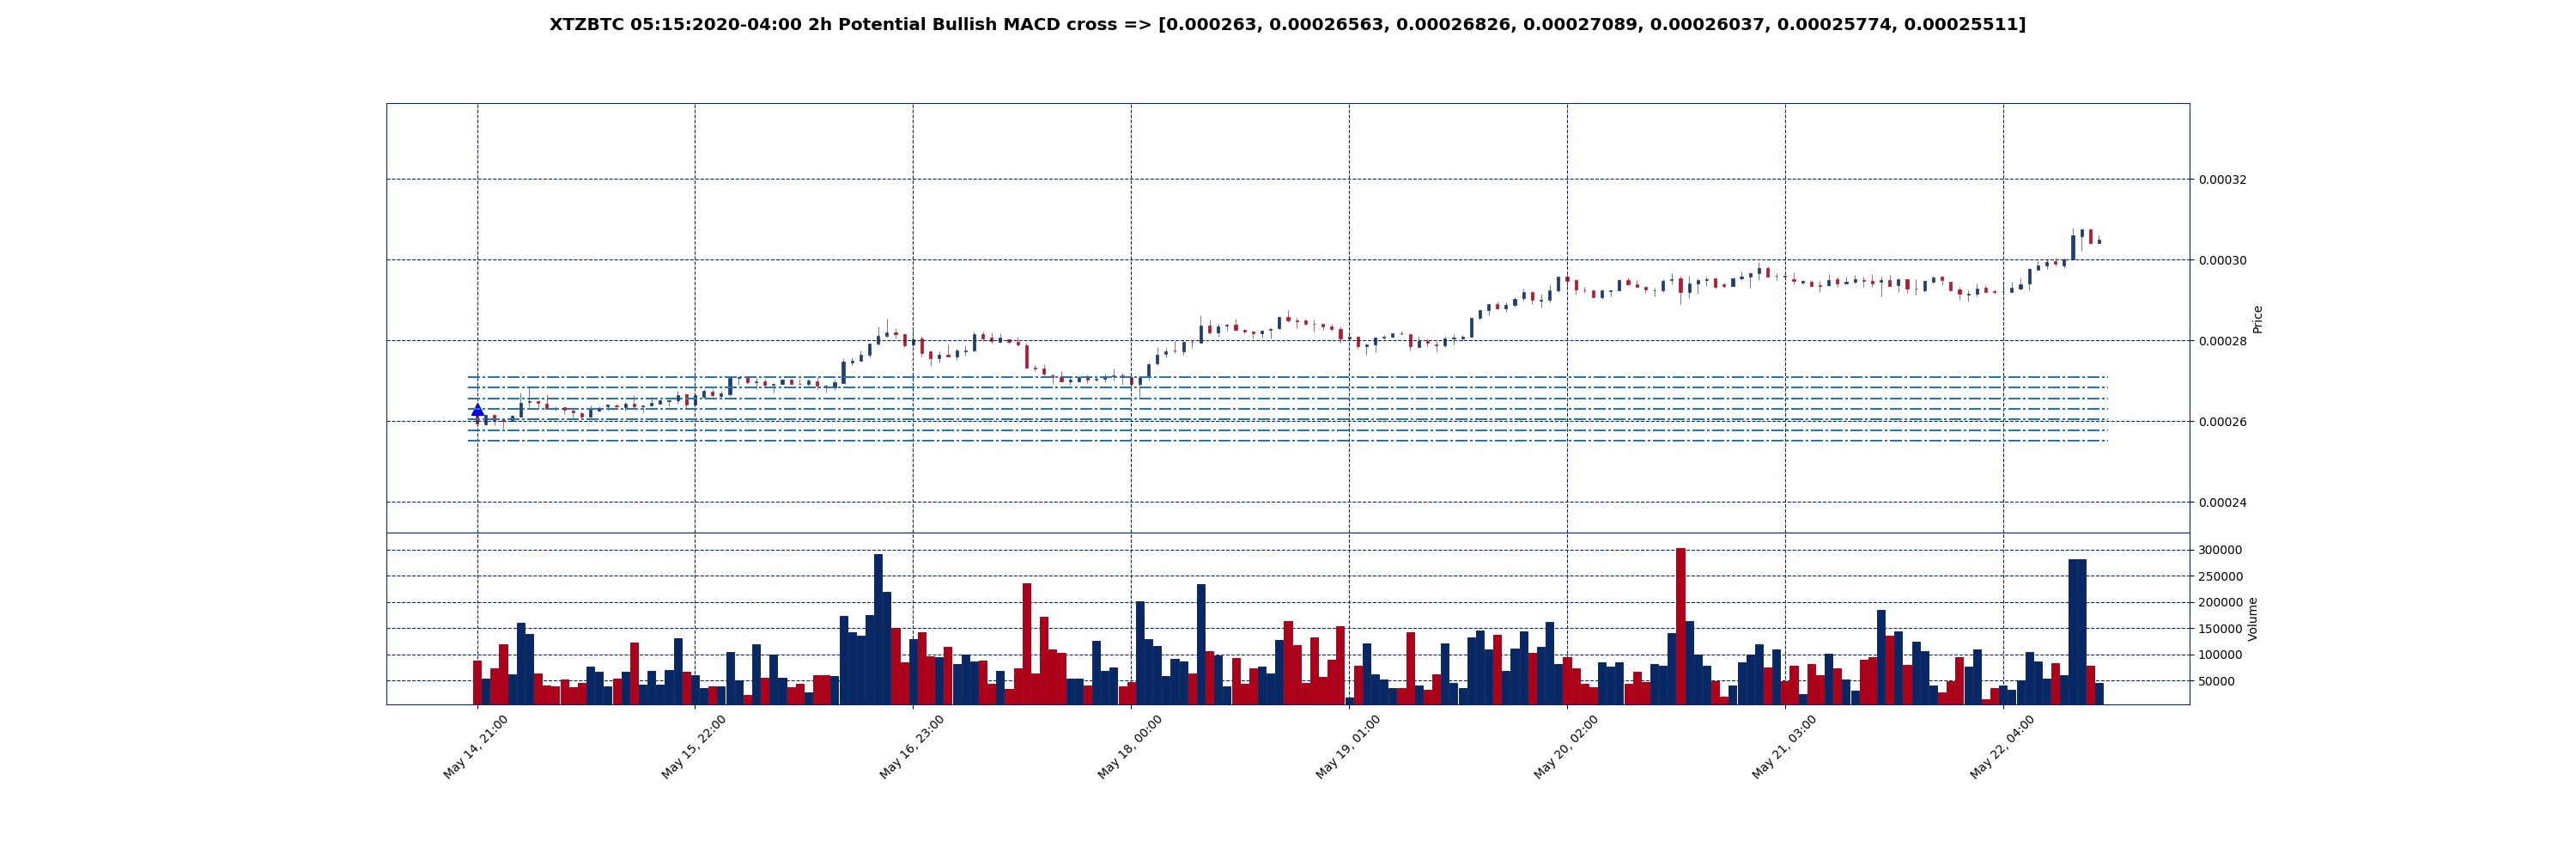 XTZBTC 05:15:2020-04:00 2h Potential Bullish MACD cross => [0.000263, 0.00026563, 0.00026826, 0.00027089, 0.00026037, 0.00025774, 0.00025511]
0.00032
0.00030
0.00028
0.00026
0.00024
Price
300000
250000
200000
150000
100000
50000
Volume
May 14, 21:00
May 15, 22:00
May 16, 23:00
May 18, 00:00
May 19, 01:00
May 20, 02:00
May 21, 03:00
May 22, 04:00